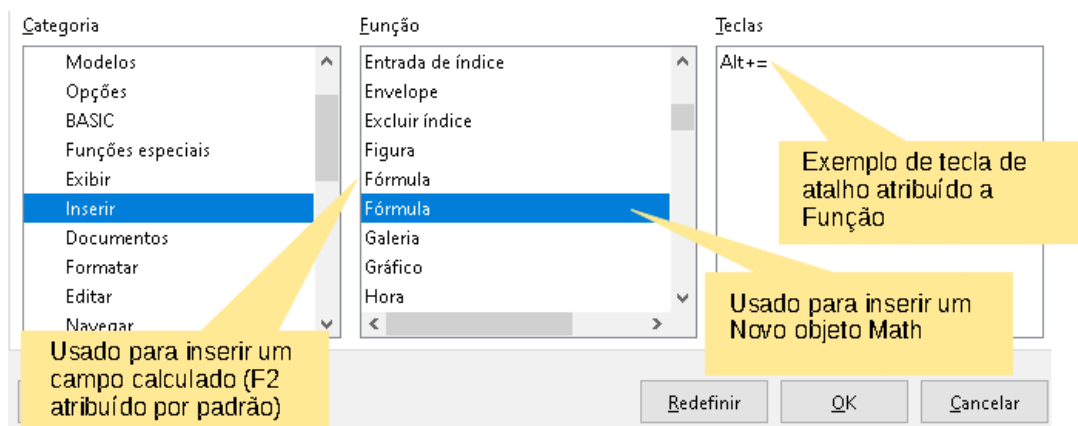 Categoria
Função
Teclas
Modelos
Opções
BASIC
Funções especiais
Exibir
Inserir
Documentos
Formatar
Editar
Navegar
Entrada de índice
Envelope
Excluir índice
Figura
Fórmula
Fórmula
Galeria
Gráfico
Hora
Alt+=
Exemplo de tecla de
atalho atribuído a
Função
Usado para inserir um
Novo objeto Math
Usado para inserir um
campo calculado (F2
atribuído por padrão)
Redefinir
OK
Cancelar